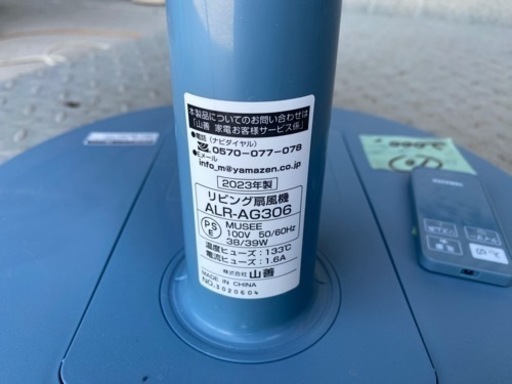 本製品についてのお問い合わせは
「山善 家電お客様サービス係」
電話(ナビダイヤル)
0570-077-078
Eメール
info_m@yamazen.co.jp
2023年製
リビング扇風機
ALR-AG306
PSE
MUSEE
100V 50/60Hz
38/39W
温度ヒューズ:133℃
電流ヒューズ:1.6A
株式会社 山善
MADE IN CHINA
NO.3020604